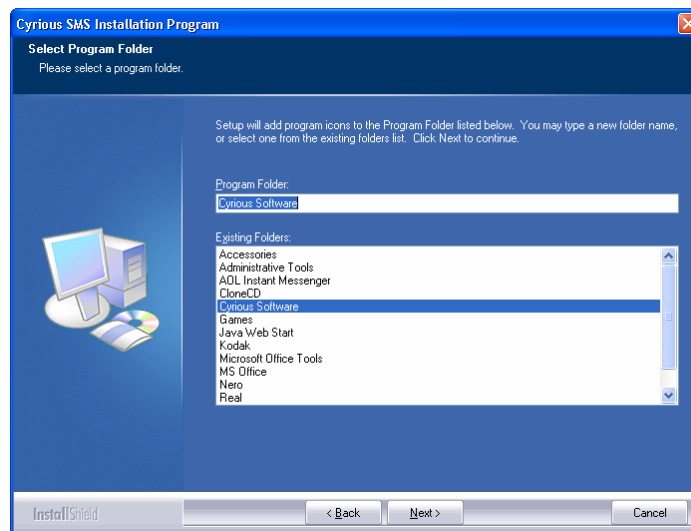 Cyrious SMS Installation Program
Select Program Folder
Please select a program folder.
Setup will add program icons to the Program Folder listed below. You may type a new folder name,
or select one from the existing folders list. Click Next to continue.
Program Folder:
Cyrious Software
Existing Folders:
Accessories
Administrative Tools
AOL Instant Messenger
CloneCD
Cyrious Software
Games
Java Web Start
Kodak
Microsoft Office Tools
MS Office
Nero
Real
InstallShield
< Back
Next >
Cancel